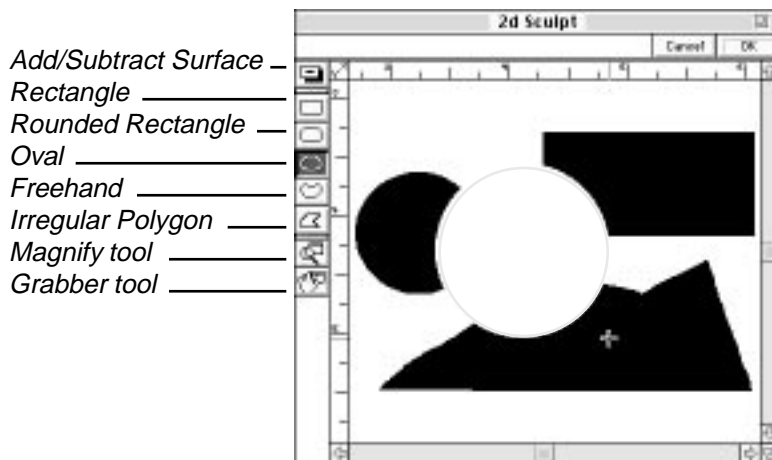 2d Sculpt
Cancel OK
Add/Subtract Surface
Rectangle
Rounded Rectangle
Oval
Freehand
Irregular Polygon
Magnify tool
Grabber tool